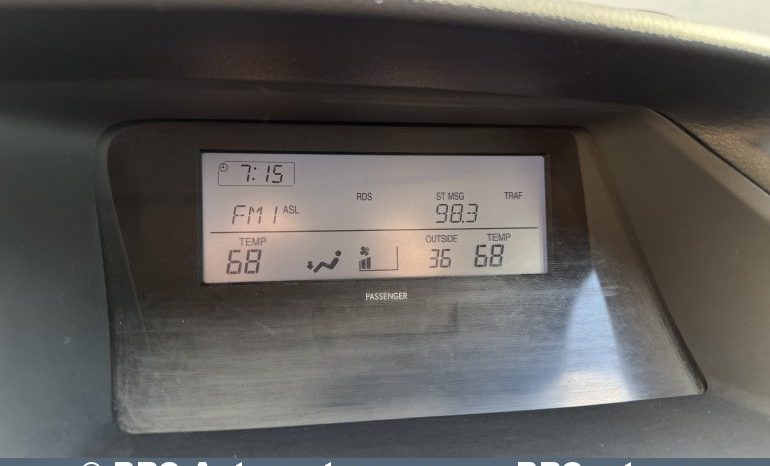 7:15
RDS ST MSG TRAF
FM1 ASL 98.3
TEMP OUTSIDE TEMP
68 36 68
PASSENGER